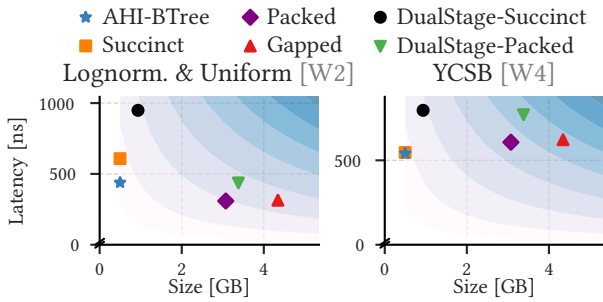 AHI-BTree Packed DualStage-Succinct
Succinct Gapped DualStage-Packed
Lognorm. & Uniform [W2] YCSB [W4]
Latency [ns]
1000
500
0
0 2 4
Size [GB]
500
0
0 2 4
Size [GB]